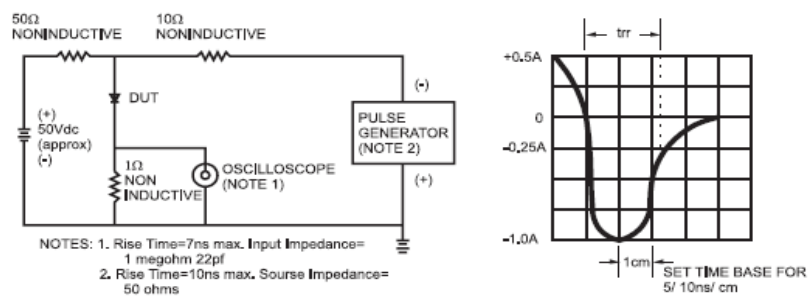 50Ω
NONINDUCTIVE
10Ω
NONINDUCTIVE
DUT
(+)
50Vdc
(approx)
(-)
1Ω
NON
INDUCTIVE
OSCILLOSCOPE
(NOTE 1)
(-)
PULSE
GENERATOR
(NOTE 2)
(+)
NOTES: 1. Rise Time=7ns max. Input Impedance=
1 megohm 22pf
2. Rise Time=10ns max. Sourse Impedance=
50 ohms
trr
+0.5A
0
-0.25A
-1.0A
1cm
SET TIME BASE FOR
5/ 10ns/ cm